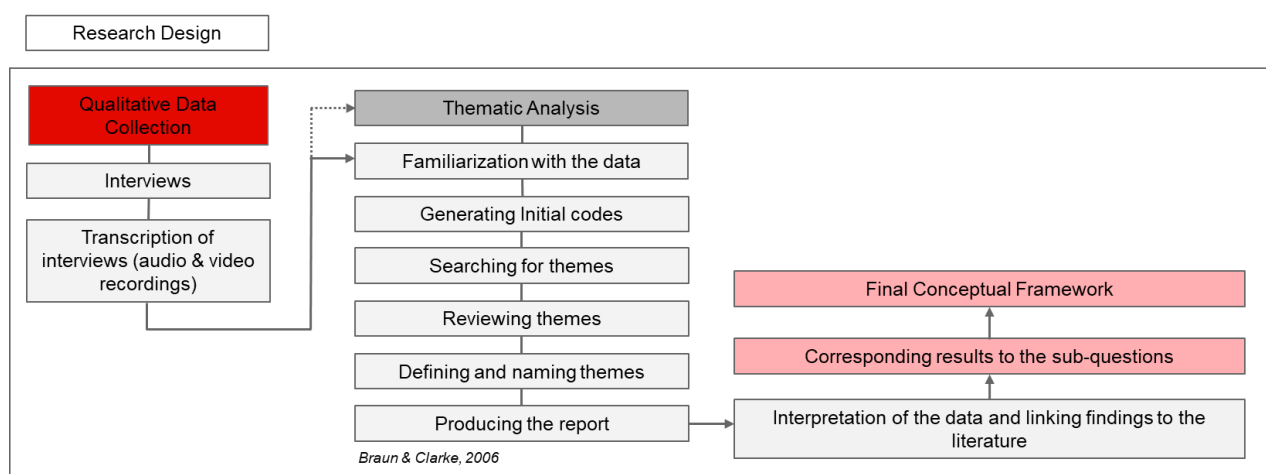 Research Design
Qualitative Data
Collection
Interviews
Transcription of
interviews (audio & video
recordings)
Thematic Analysis
Familiarization with the data
Generating Initial codes
Searching for themes
Reviewing themes
Defining and naming themes
Producing the report
Braun & Clarke, 2006
Final Conceptual Framework
Corresponding results to the sub-questions
Interpretation of the data and linking findings to the
literature